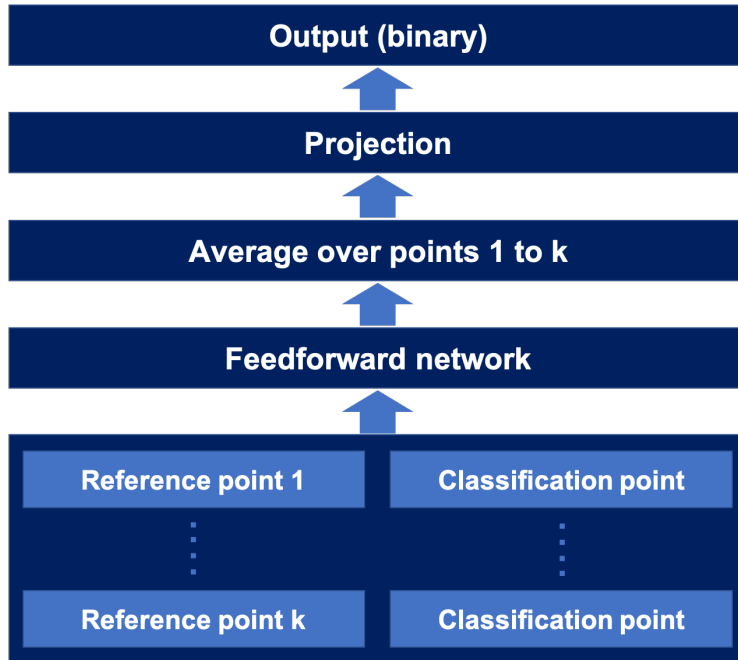 Output (binary)
Projection
Average over points 1 to k
Feedforward network
Reference point 1
Classification point
Reference point k
Classification point